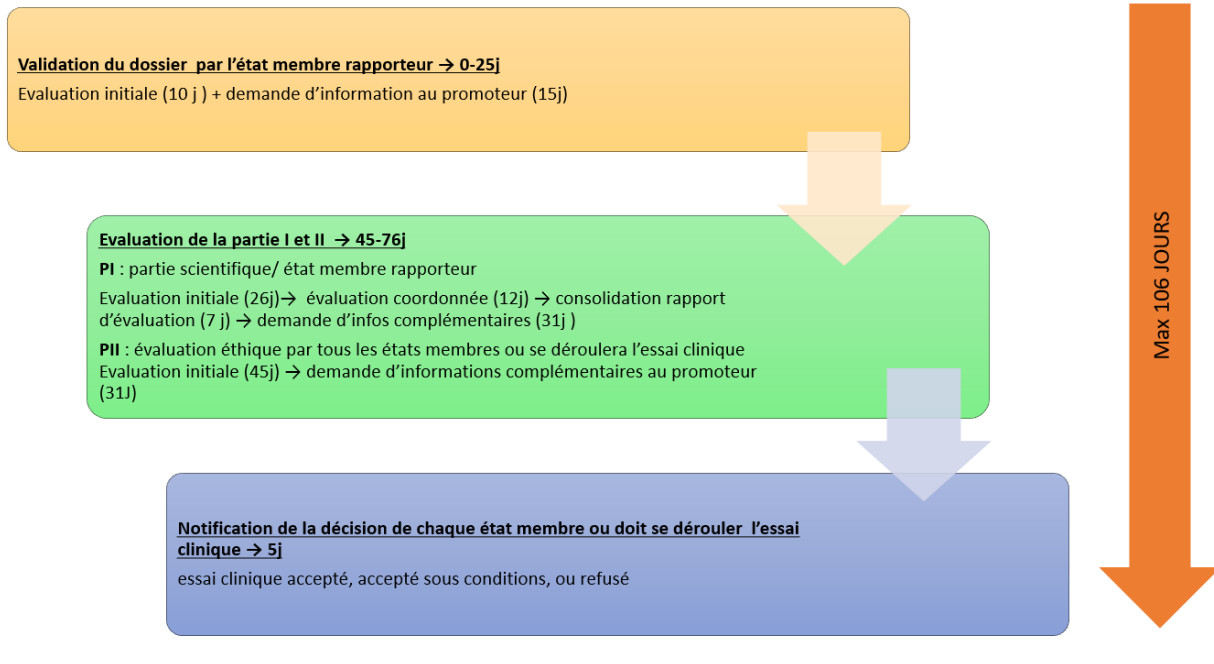 Validation du dossier  par l’état membre rapporteur → 0-25j
Evaluation initiale (10 j ) + demande d’information au promoteur (15j)
Evaluation de la partie I et II  → 45-76j
PI : partie scientifique/ état membre rapporteur
Evaluation initiale (26j)→  évaluation coordonnée (12j) → consolidation rapport
d’évaluation (7 j) → demande d’infos complémentaires (31j )
PII : évaluation éthique par tous les états membres ou se déroulera l’essai clinique
Evaluation initiale (45j) → demande d’informations complémentaires au promoteur
(31J)
Notification de la décision de chaque état membre ou doit se dérouler  l’essai
clinique → 5j
essai clinique accepté, accepté sous conditions, ou refusé
Max 106 JOURS